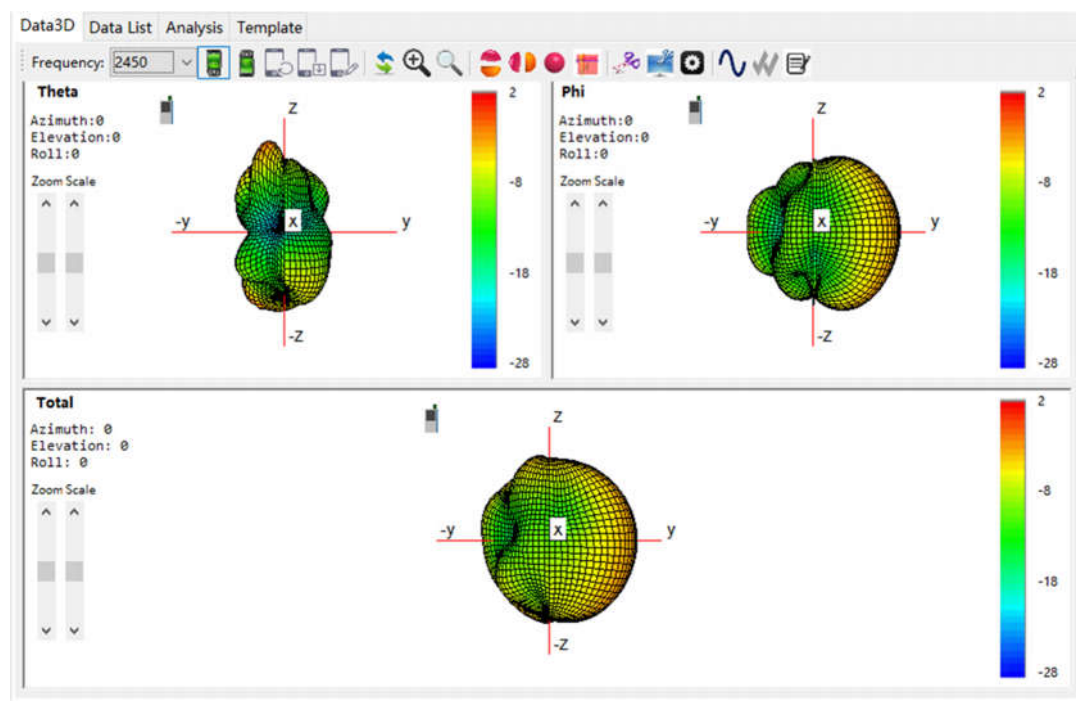 Data3D Data List Analysis Template
Frequency: 2450
Theta
Azimuth:0
Elevation:0
Roll:0
Zoom Scale
Z
-y
X
y
-Z
2
-8
-18
-28
Phi
Azimuth:0
Elevation:0
Roll:0
Zoom Scale
Z
-y
X
y
-Z
2
-8
-18
-28
Total
Azimuth: 0
Elevation: 0
Roll: 0
Zoom Scale
Z
-y
X
y
-Z
2
-8
-18
-28